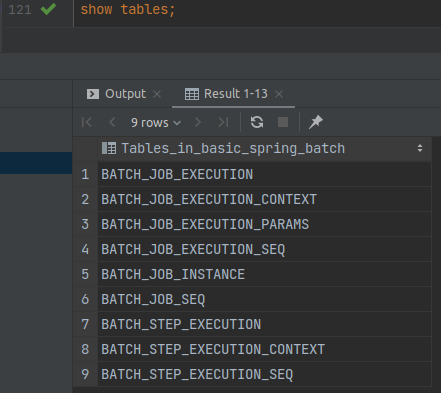 121 show tables;
Output Result 1-13
9 rows
Tables_in_basic_spring_batch
1 BATCH_JOB_EXECUTION
2 BATCH_JOB_EXECUTION_CONTEXT
3 BATCH_JOB_EXECUTION_PARAMS
4 BATCH_JOB_EXECUTION_SEQ
5 BATCH_JOB_INSTANCE
6 BATCH_JOB_SEQ
7 BATCH_STEP_EXECUTION
8 BATCH_STEP_EXECUTION_CONTEXT
9 BATCH_STEP_EXECUTION_SEQ